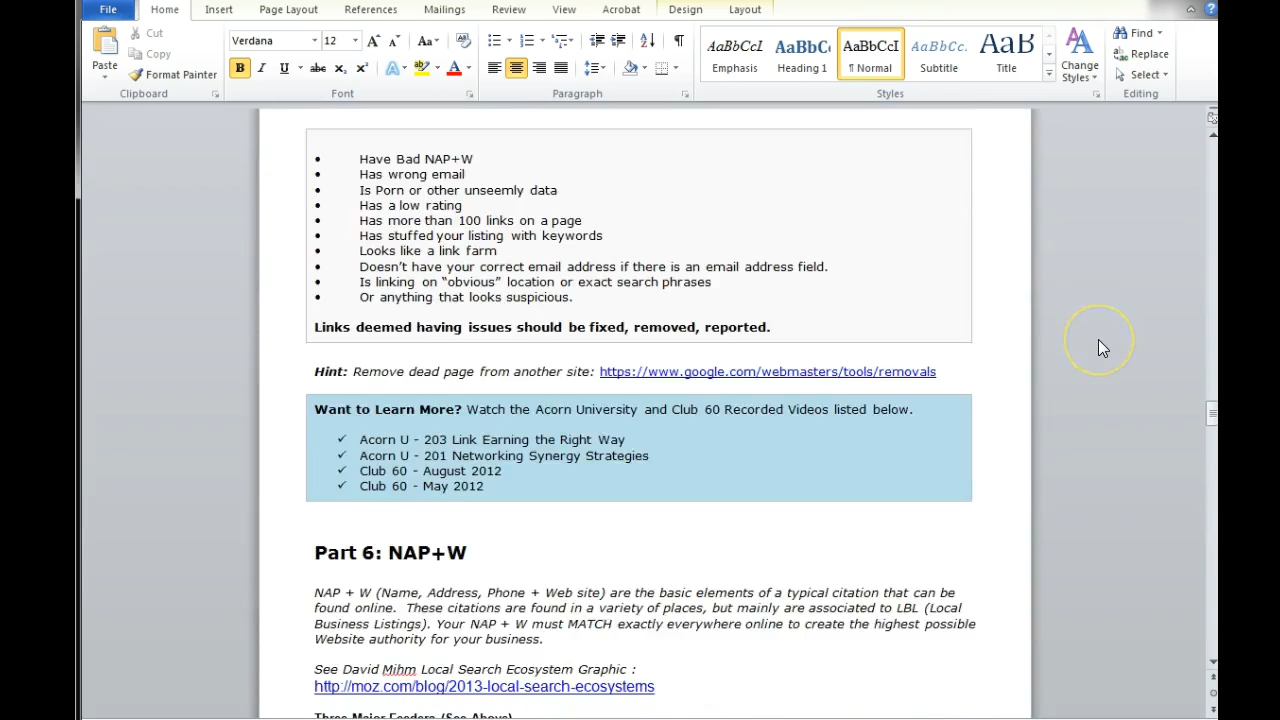 File Home Insert Page Layout References Mailings Review View Acrobat Design Layout
Paste
Cut
Copy
Format Painter
Clipboard
Verdana 12
Font
Paragraph
AaBbCcI AaBbCc AaBbCcI AaBbCc. AaB
Emphasis Heading 1 ¶ Normal Subtitle Title
Change
Styles
Styles
Find
Replace
Select
Editing
• Have Bad NAP+W
• Has wrong email
• Is Porn or other unseemly data
• Has a low rating
• Has more than 100 links on a page
• Has stuffed your listing with keywords
• Looks like a link farm
• Doesn't have your correct email address if there is an email address field.
• Is linking on “obvious” location or exact search phrases
• Or anything that looks suspicious.
Links deemed having issues should be fixed, removed, reported.
Hint: Remove dead page from another site: https://www.google.com/webmasters/tools/removals
Want to Learn More? Watch the Acorn University and Club 60 Recorded Videos listed below.
✓ Acorn U - 203 Link Earning the Right Way
✓ Acorn U - 201 Networking Synergy Strategies
✓ Club 60 - August 2012
✓ Club 60 - May 2012
Part 6: NAP+W
NAP + W (Name, Address, Phone + Web site) are the basic elements of a typical citation that can be
found online. These citations are found in a variety of places, but mainly are associated to LBL (Local
Business Listings). Your NAP + W must MATCH exactly everywhere online to create the highest possible
Website authority for your business.
See David Mihm Local Search Ecosystem Graphic :
http://moz.com/blog/2013-local-search-ecosystems
Three Major Feeders (See Above)